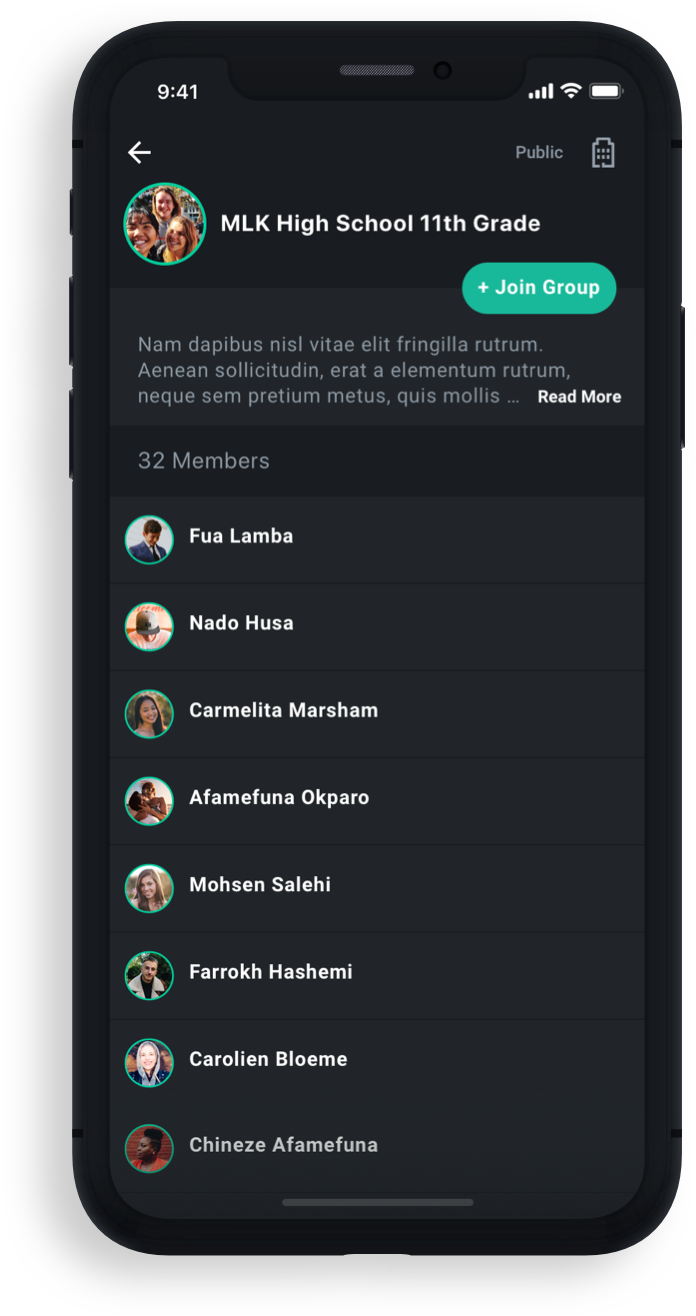 9:41
Public
MLK High School 11th Grade
+ Join Group
Nam dapibus nisl vitae elit fringilla rutrum.
Aenean sollicitudin, erat a elementum rutrum,
neque sem pretium metus, quis mollis ... Read More
32 Members
Fua Lamba
Nado Husa
Carmelita Marsham
Afamefuna Okparo
Mohsen Salehi
Farrokh Hashemi
Carolien Bloeme
Chineze Afamefuna